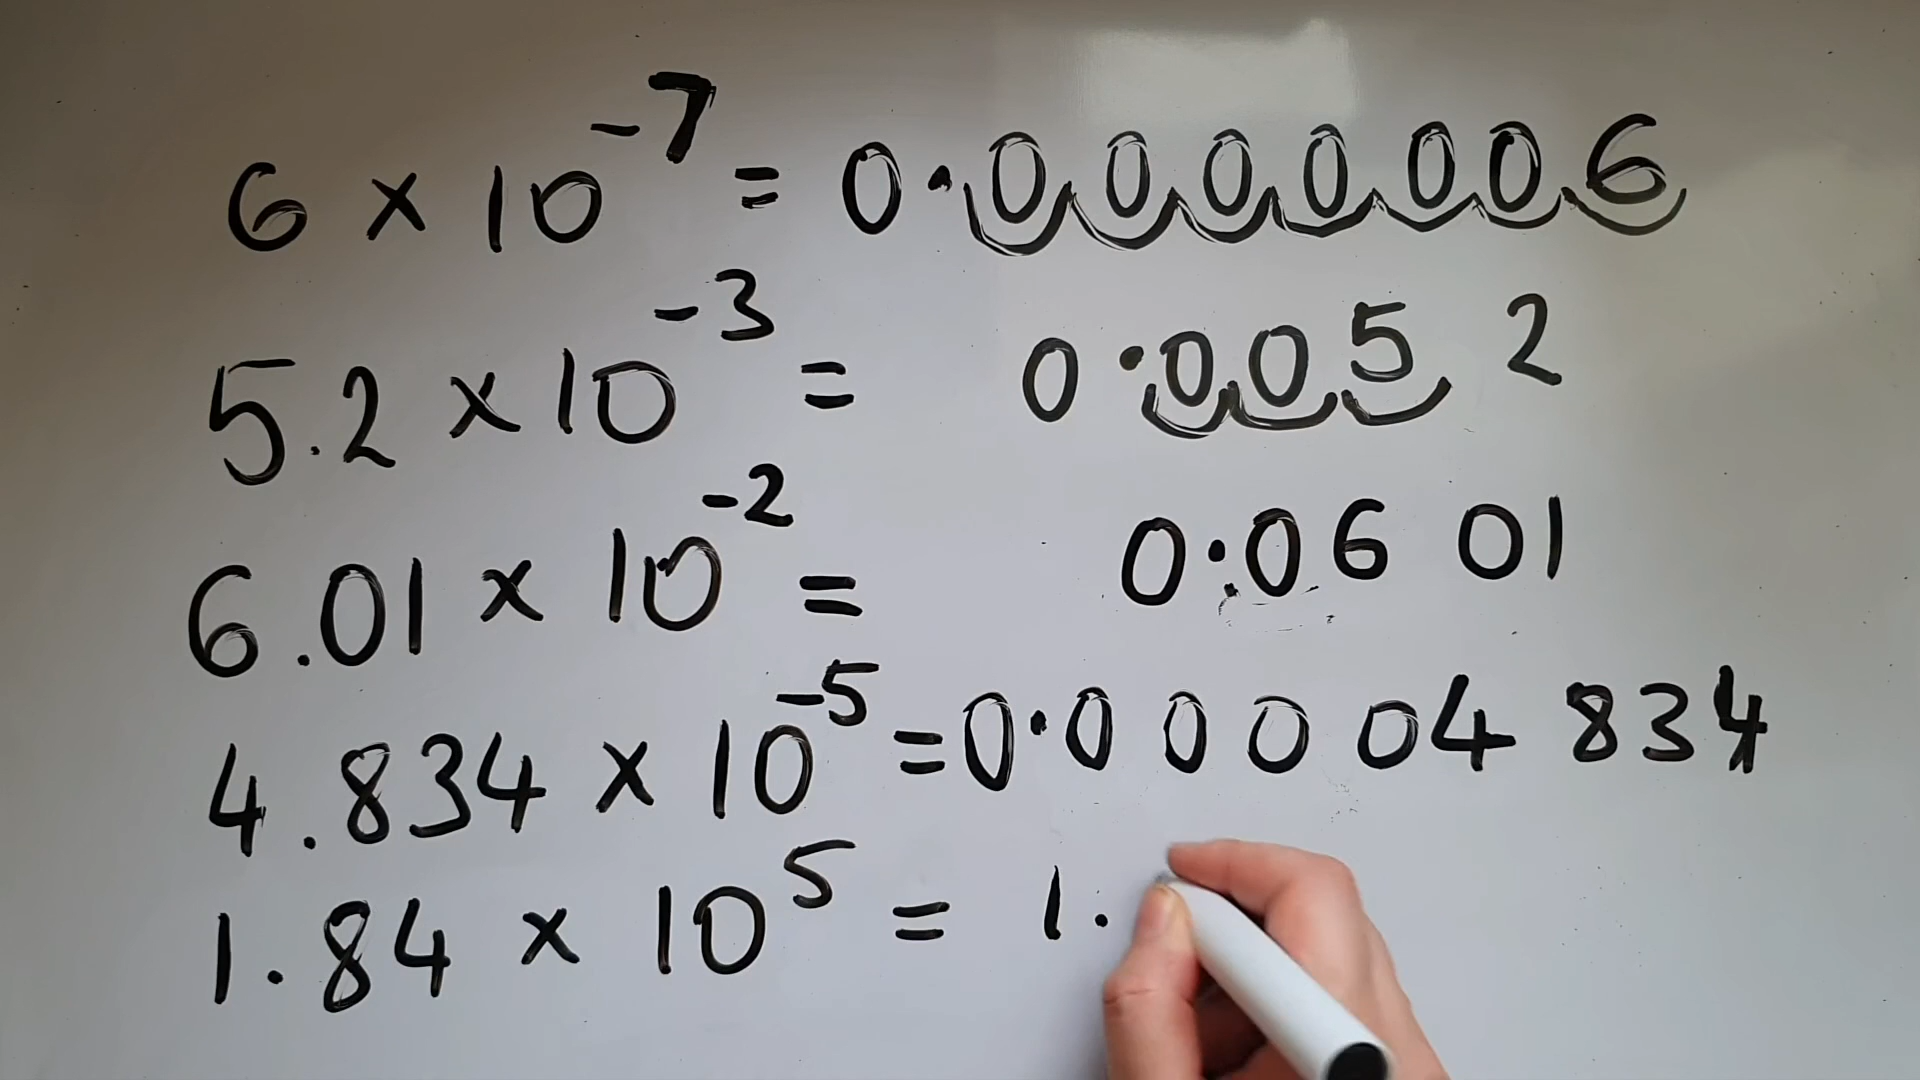 6 × 10⁻⁷ = 0.0000006
5.2 × 10⁻³ = 0.0052
6.01 × 10⁻² = 0.0601
4.834 × 10⁻⁵ = 0.00004834
1.84 × 10⁵ = 1.